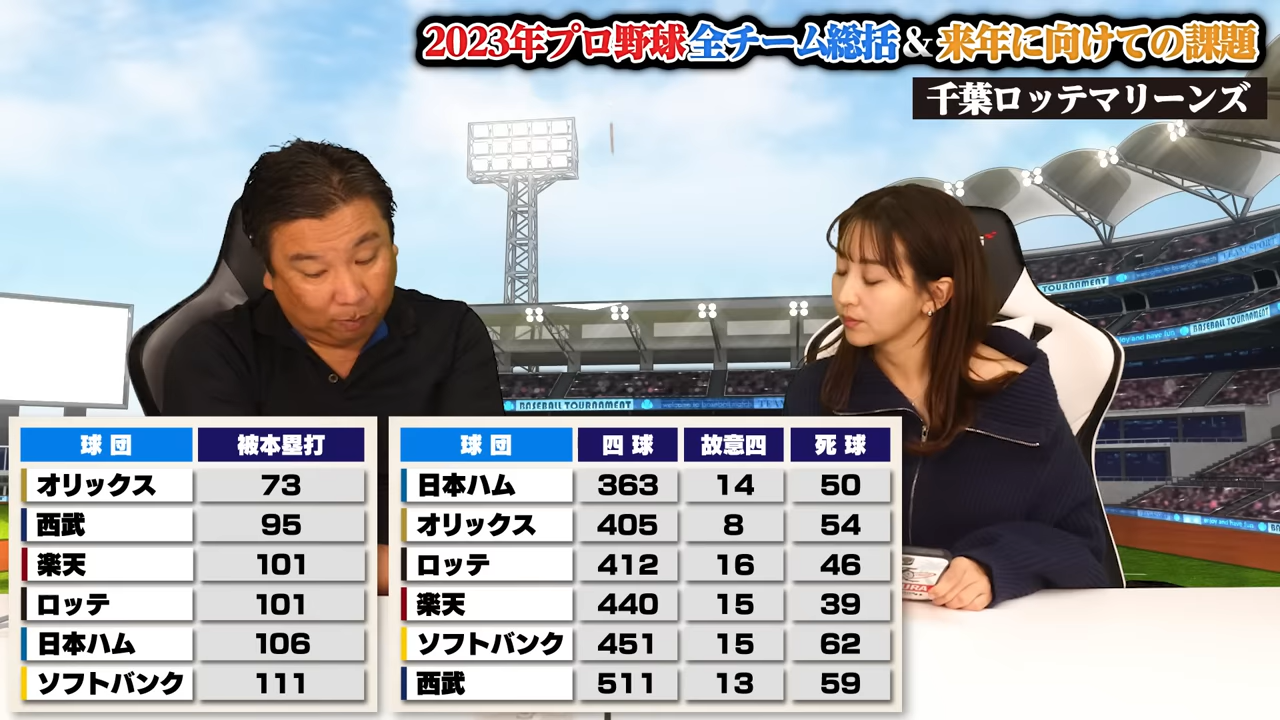 2023年プロ野球全チーム総括&来年に向けての課題
千葉ロッテマリーンズ
TOURNAMENT
BASEBALL TOURNAMENT
BASEBALL TOURNAMENT
球団 被本塁打
オリックス 73
西武 95
楽天 101
ロッテ 101
日本ハム 106
ソフトバンク 111
球団 四球 故意四 死球
日本ハム 363 14 50
オリックス 405 8 54
ロッテ 412 16 46
楽天 440 15 39
ソフトバンク 451 15 62
西武 511 13 59